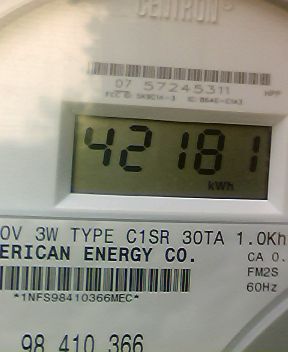 CENTRON®
07 57245311
HPP
42181
kWh
0V 3W TYPE C1SR 30TA 1.0Kh
ERICAN ENERGY CO.
CA 0.
FM2S
60Hz
*1NFS98410366MEC*
98 410 366